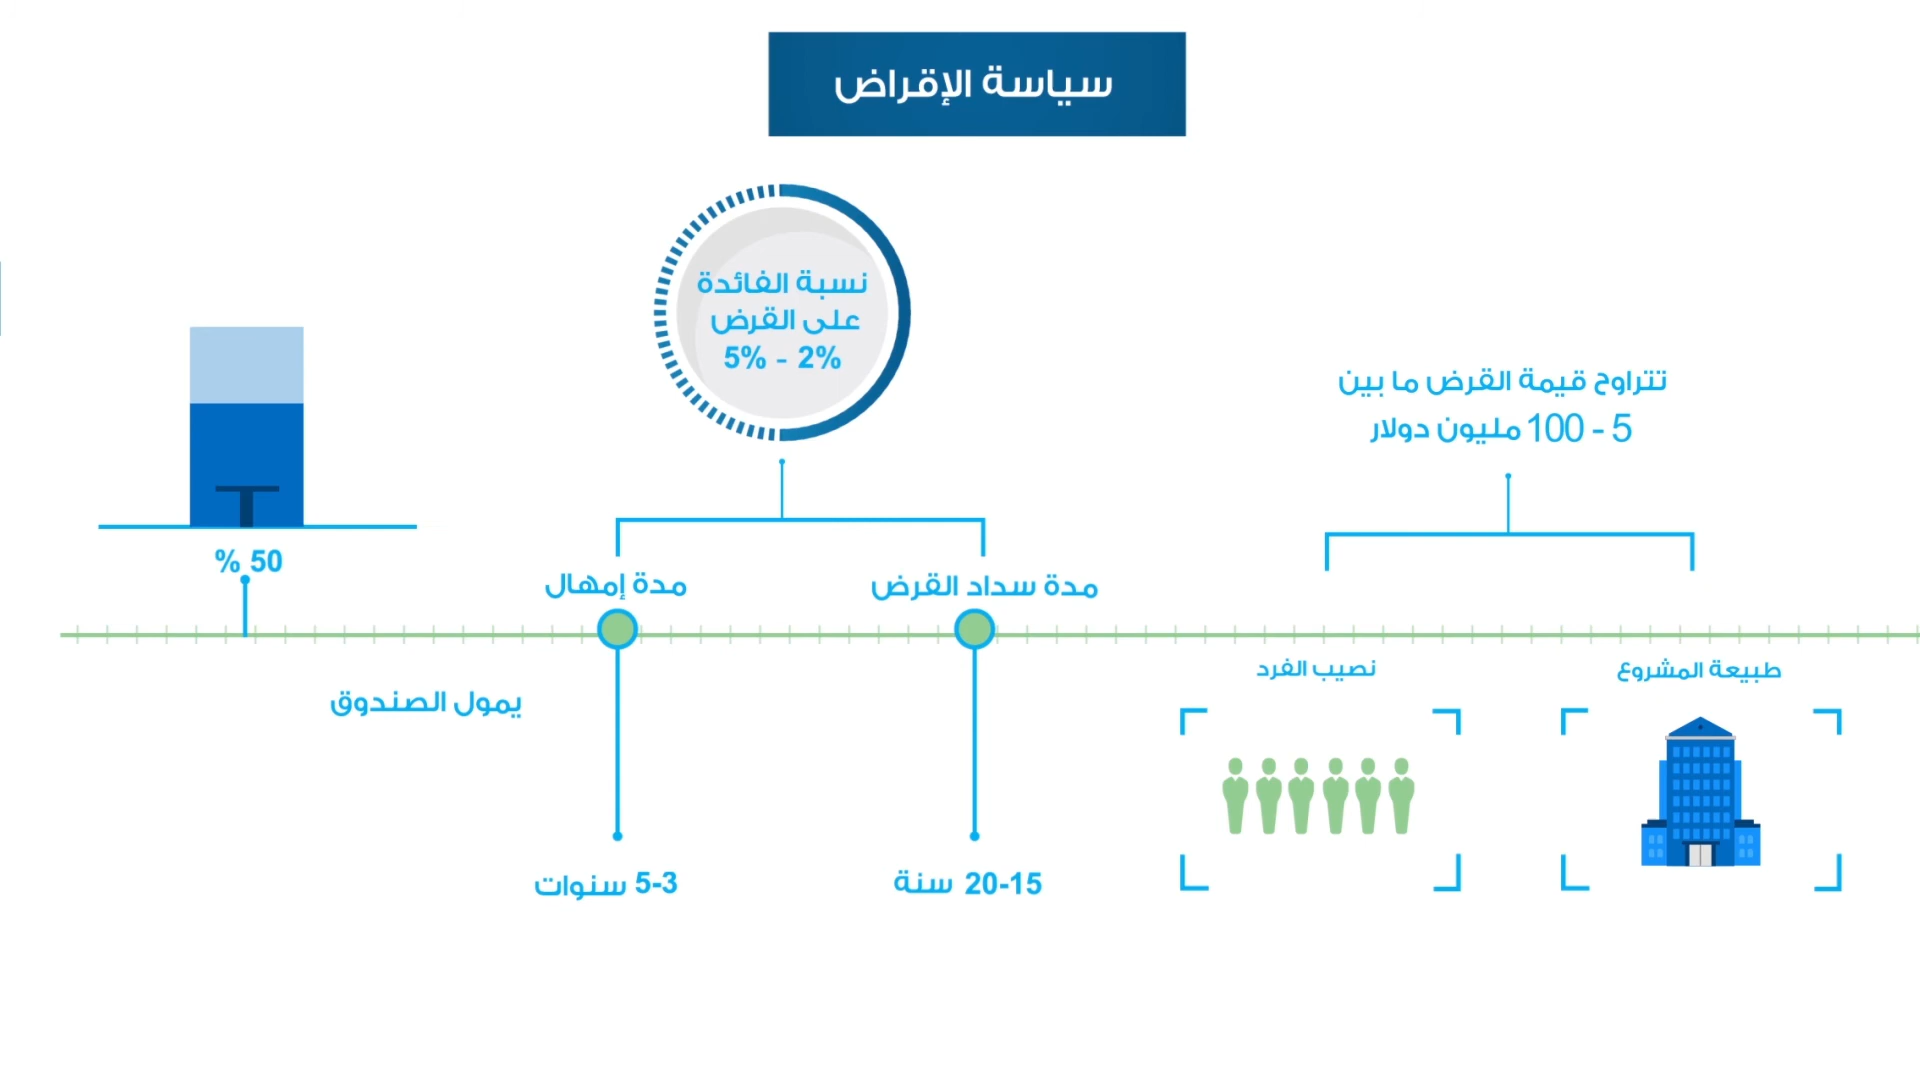 سياسة الإقراض
تتراوح قيمة القرض ما بين
5 - 100 مليون دولار
طبيعة المشروع
نصيب الفرد
نسبة الفائدة
على القرض
2% - 5%
مدة سداد القرض
15-20 سنة
مدة إمهال
3-5 سنوات
يمول الصندوق
50 %